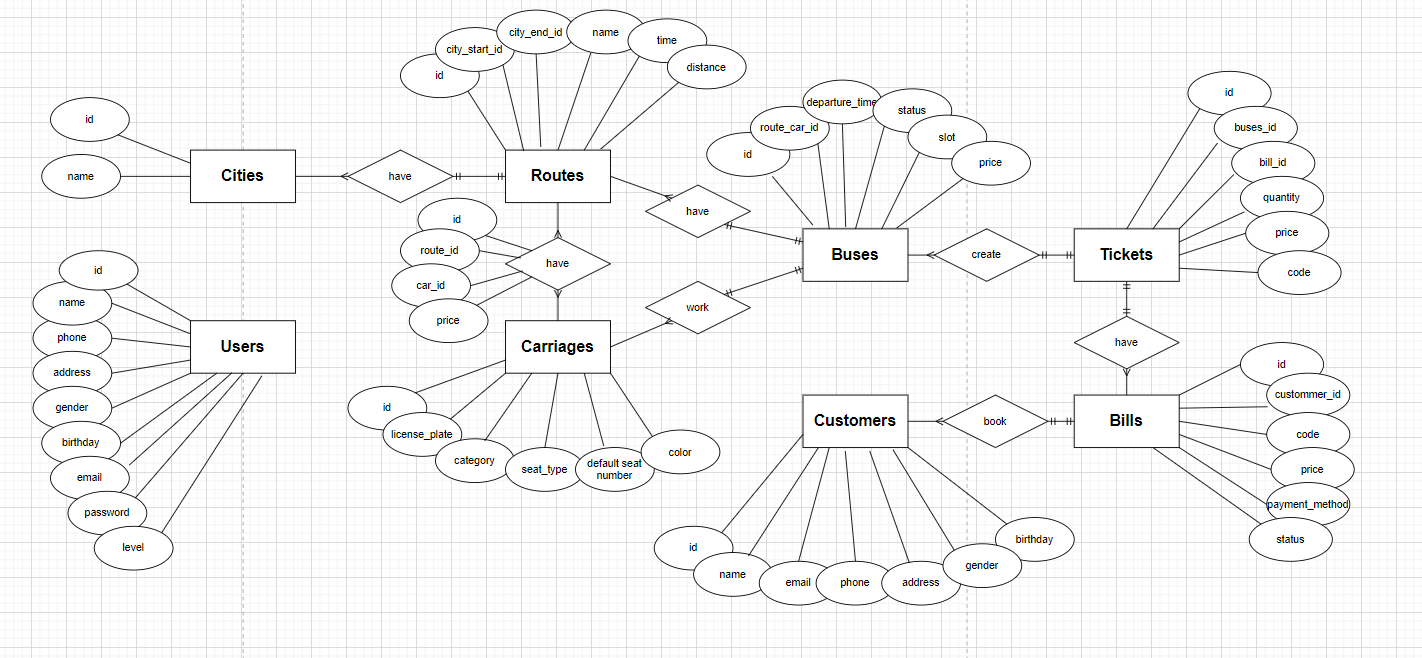 id
city_start_id
city_end_id
name
time
distance
id
name
Cities
have
Routes
id
route_id
car_id
price
have
have
id
route_car_id
departure_time
status
slot
price
Buses
create
Tickets
id
buses_id
bill_id
quantity
price
code
id
name
phone
address
gender
birthday
email
password
level
Users
Carriages
work
have
id
license_plate
category
seat_type
default seat
number
color
Customers
book
Bills
id
custommer_id
code
price
payment_method
status
id
name
email
phone
address
gender
birthday